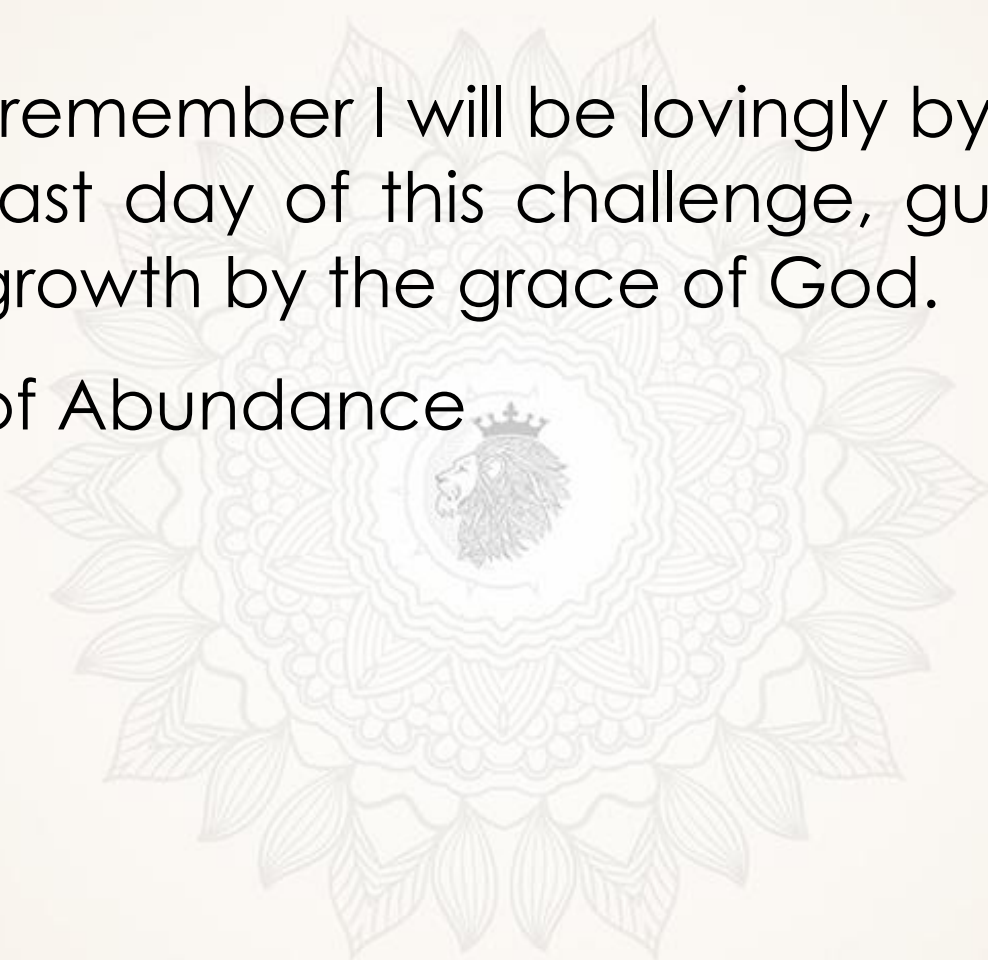 remember I will be lovingly by
ast day of this challenge, gu
growth by the grace of God.
of Abundance